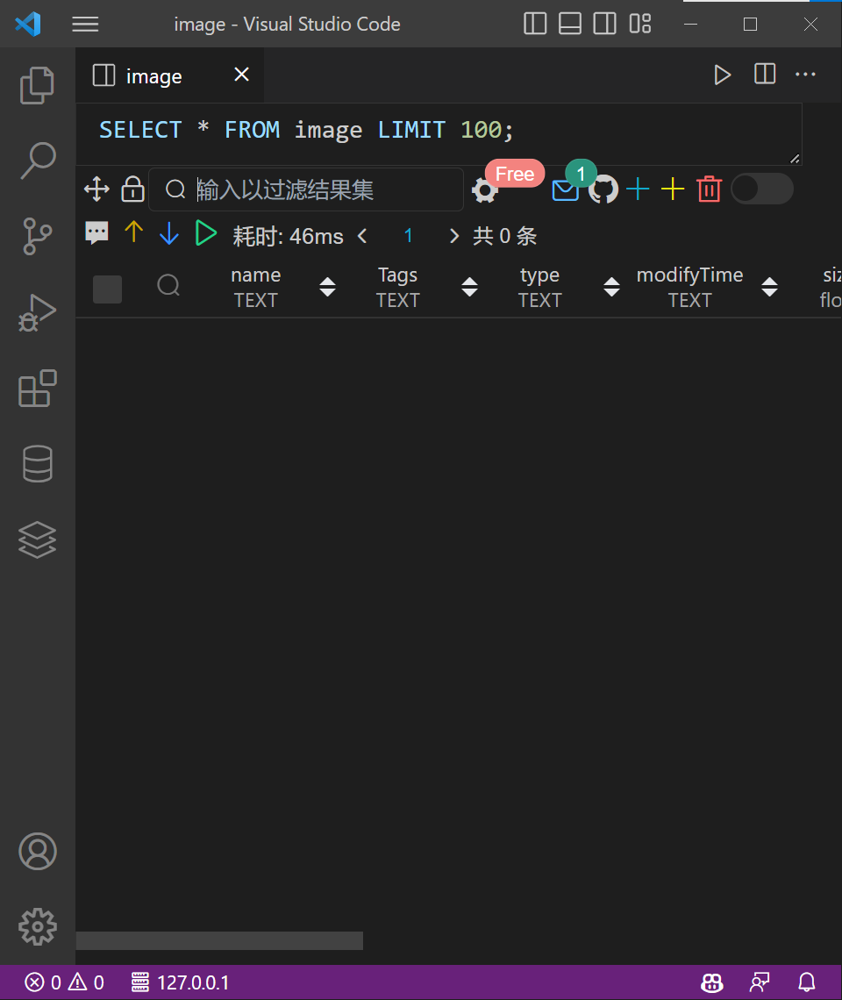 image - Visual Studio Code
image
SELECT * FROM image LIMIT 100;
输入以过滤结果集
Free
1
耗时: 46ms
1
共 0 条
name
TEXT
Tags
TEXT
type
TEXT
modifyTime
TEXT
siz
flo
0
0
127.0.0.1